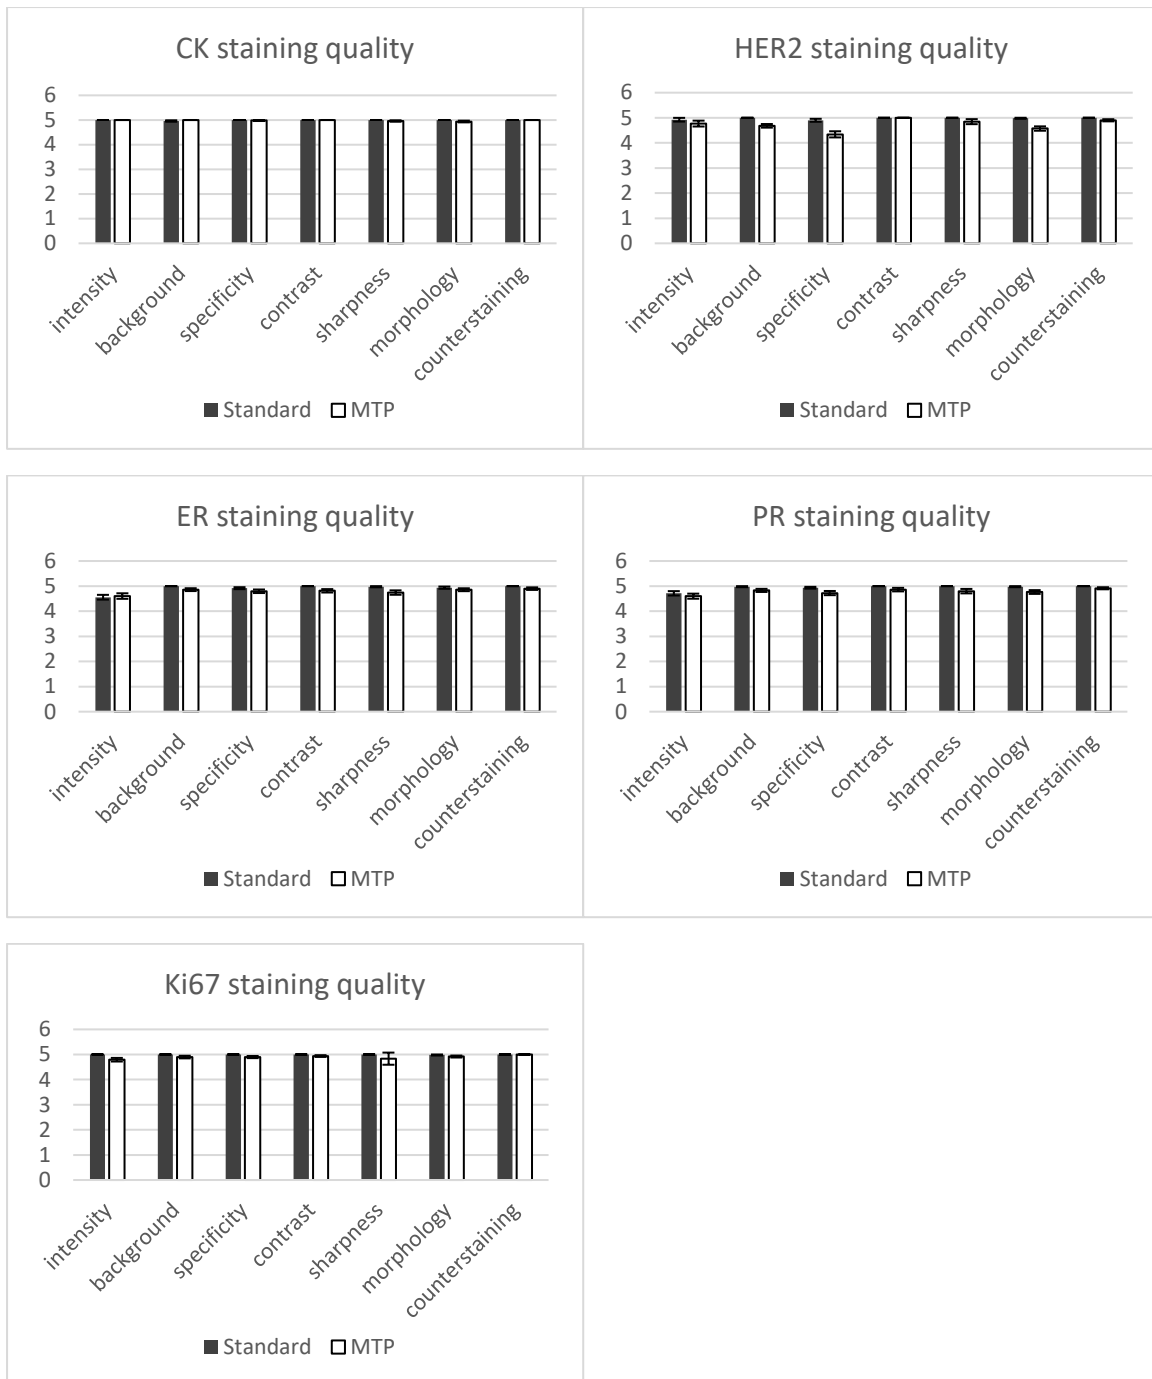 CK staining quality
6
5
4
3
2
1
0
intensity
background
specificity
contrast
sharpness
morphology
counterstaining
Standard MTP
HER2 staining quality
6
5
4
3
2
1
0
intensity
background
specificity
contrast
sharpness
morphology
counterstaining
Standard MTP
ER staining quality
6
5
4
3
2
1
0
intensity
background
specificity
contrast
sharpness
morphology
counterstaining
Standard MTP
PR staining quality
6
5
4
3
2
1
0
intensity
background
specificity
contrast
sharpness
morphology
counterstaining
Standard MTP
Ki67 staining quality
6
5
4
3
2
1
0
intensity
background
specificity
contrast
sharpness
morphology
counterstaining
Standard MTP